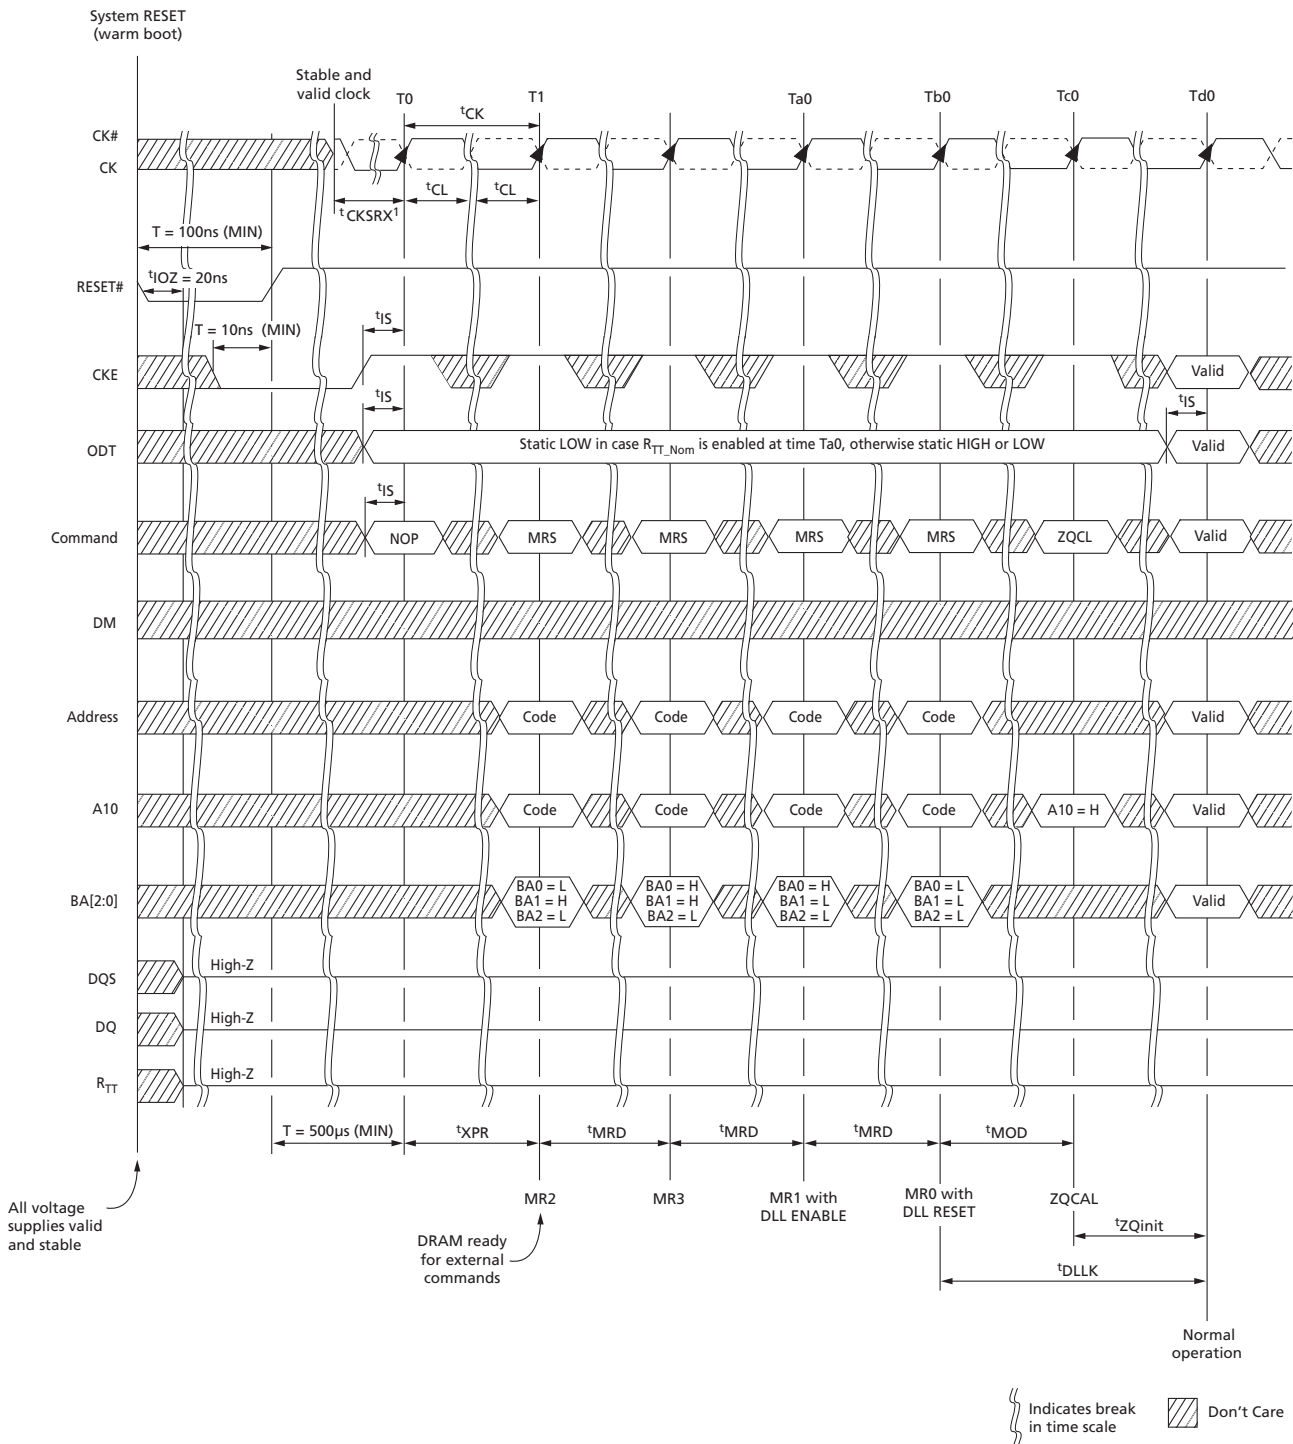 System RESET
(warm boot)
Stable and
valid clock
T0
T1
Ta0
Tb0
Tc0
Td0
tCK
CK#
CK
tCL
tCL
tCKSRX1
T = 100ns (MIN)
tIOZ = 20ns
RESET#
T = 10ns (MIN)
tIS
CKE
Valid
tIS
tIS
ODT
Static LOW in case RTT_Nom is enabled at time Ta0, otherwise static HIGH or LOW
Valid
tIS
Command
NOP
MRS
MRS
MRS
MRS
ZQCL
Valid
DM
Address
Code
Code
Code
Code
Valid
A10
Code
Code
Code
Code
A10 = H
Valid
BA[2:0]
BA0 = L
BA1 = H
BA2 = L
BA0 = H
BA1 = H
BA2 = L
BA0 = H
BA1 = L
BA2 = L
BA0 = L
BA1 = L
BA2 = L
Valid
DQS
High-Z
DQ
High-Z
RTT
High-Z
T = 500µs (MIN)
tXPR
tMRD
tMRD
tMRD
tMOD
All voltage
supplies valid
and stable
MR2
MR3
MR1 with
DLL ENABLE
MR0 with
DLL RESET
ZQCAL
DRAM ready
for external
commands
tZQinit
tDLLK
Normal
operation
Indicates break
in time scale
Don't Care